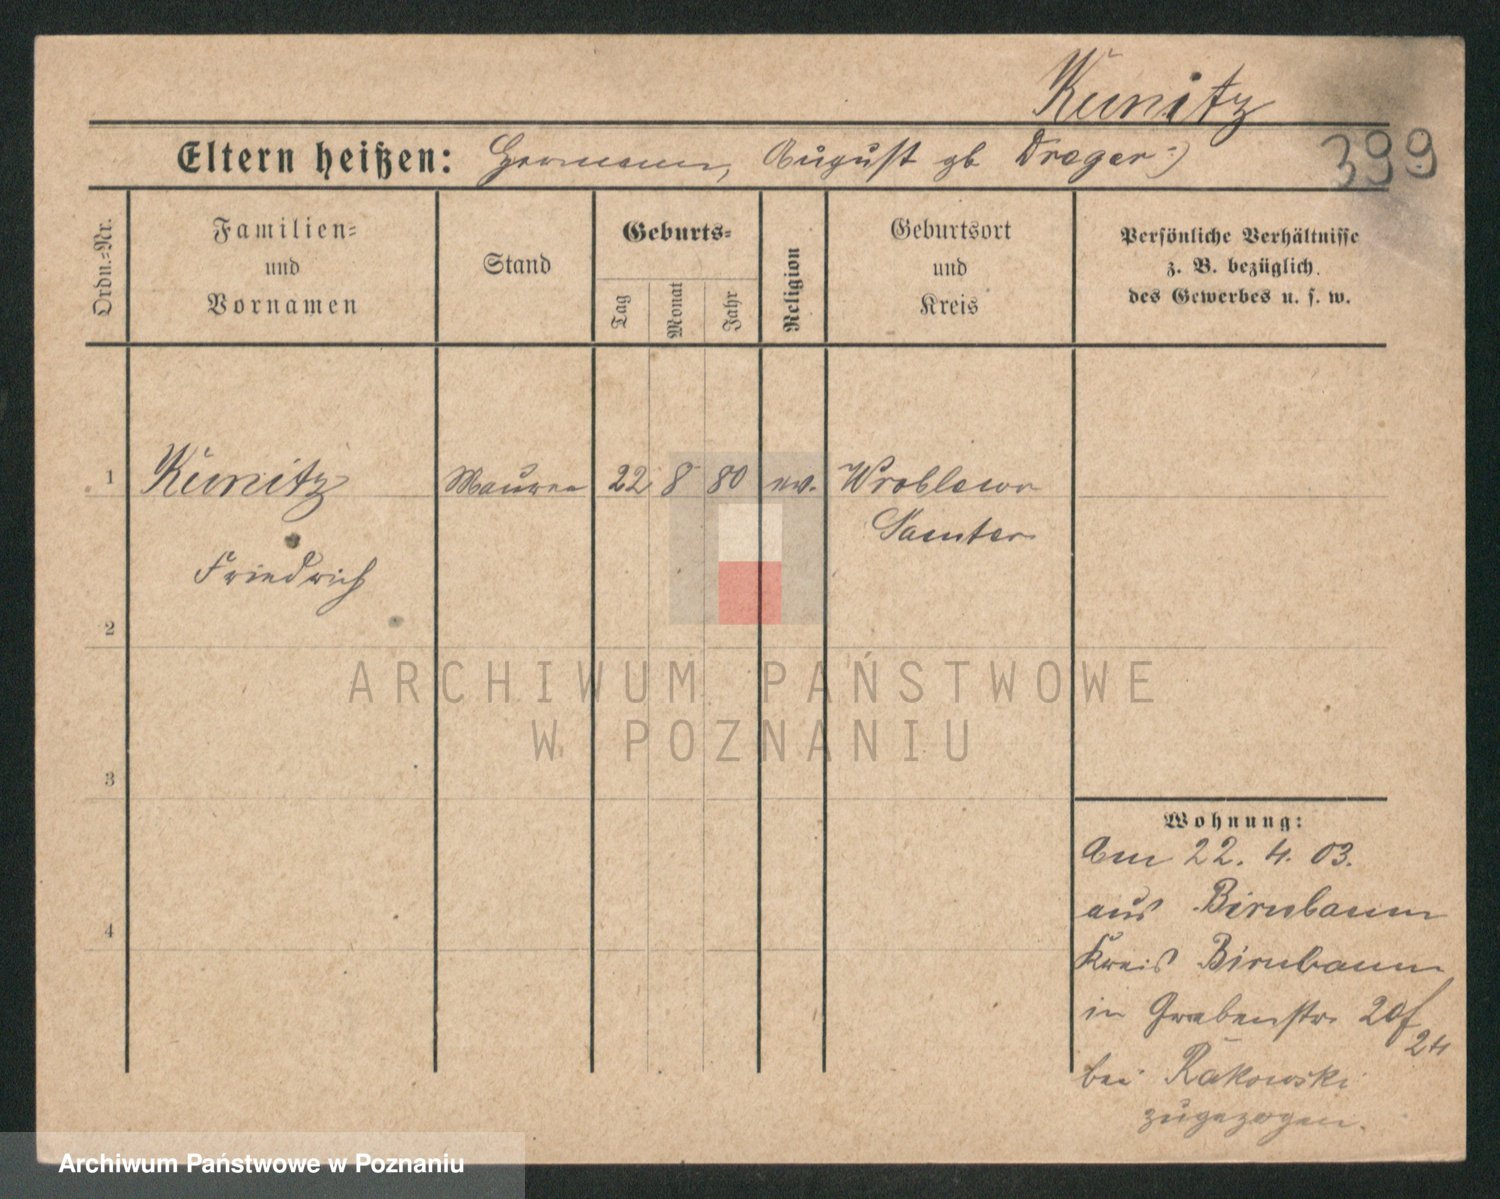 Kunitz
399
Eltern heißen: Hermann, August gb Drager
Ordn.-Nr.
Familien-
und
Vornamen
Stand
Geburts-
Tag
Monat
Jahr
Religion
Geburtsort
und
Kreis
Persönliche Verhältnisse
z. B. bezüglich
des Gewerbes u. s. w.
1 Kunitz Maurer 22 8 80 ev. Wroblewo
Samter
Friedrich
2
3
4
Wohnung:
Am 22. 4. 03.
aus Birnbaum
Kreis Birnbaum
in Grabenstr. 20
24
bei Rakowski
zugezogen.
ARCHIWUM PAŃSTWOWE
W POZNANIU
Archiwum Państwowe w Poznaniu